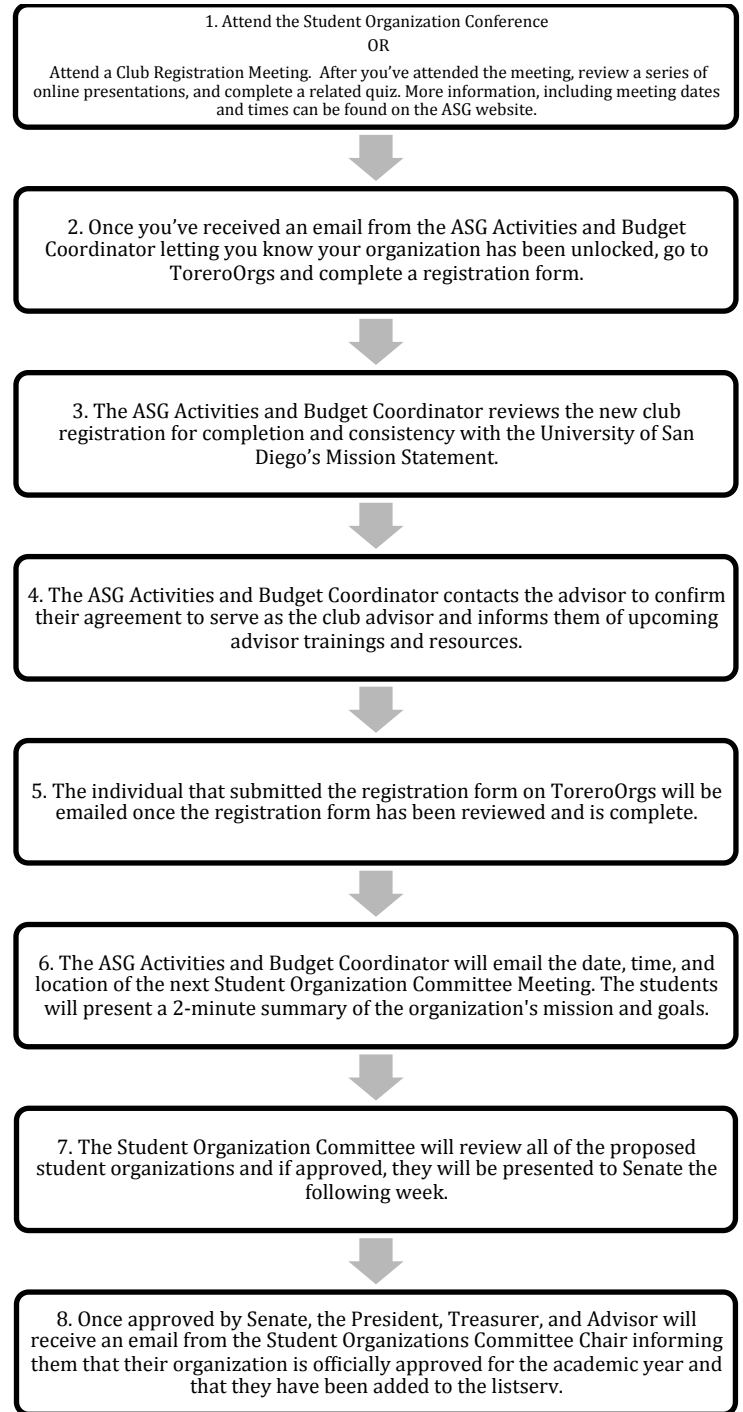 1. Attend the Student Organization Conference
OR
Attend a Club Registration Meeting.  After you’ve attended the meeting, review a series of
online presentations, and complete a related quiz. More information, including meeting dates
and times can be found on the ASG website.
2. Once you’ve received an email from the ASG Activities and Budget
Coordinator letting you know your organization has been unlocked, go to
ToreroOrgs and complete a registration form.
3. The ASG Activities and Budget Coordinator reviews the new club
registration for completion and consistency with the University of San
Diego’s Mission Statement.
4. The ASG Activities and Budget Coordinator contacts the advisor to confirm
their agreement to serve as the club advisor and informs them of upcoming
advisor trainings and resources.
5. The individual that submitted the registration form on ToreroOrgs will be
emailed once the registration form has been reviewed and is complete.
6. The ASG Activities and Budget Coordinator will email the date, time, and
location of the next Student Organization Committee Meeting. The students
will present a 2-minute summary of the organization's mission and goals.
7. The Student Organization Committee will review all of the proposed
student organizations and if approved, they will be presented to Senate the
following week.
8. Once approved by Senate, the President, Treasurer, and Advisor will
receive an email from the Student Organizations Committee Chair informing
them that their organization is officially approved for the academic year and
that they have been added to the listserv.